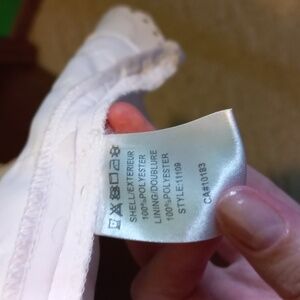 SHELL/EXTERIEUR
100%POLYESTER
LINING/DOUBLURE
100%POLYESTER
STYLE:11109
CA#10183